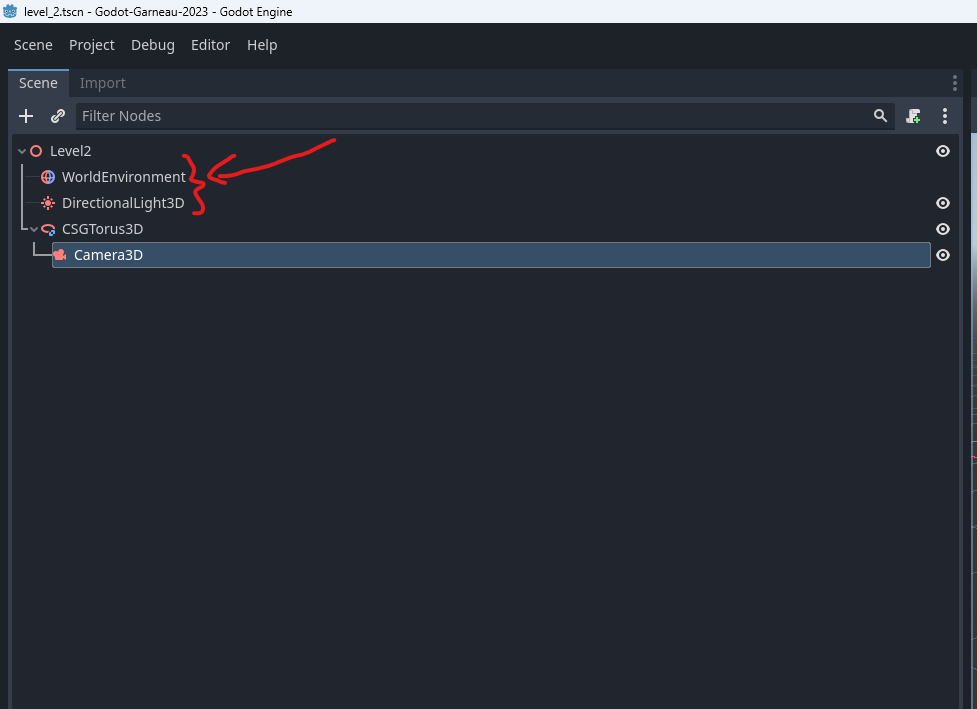 level_2.tscn - Godot-Garneau-2023 - Godot Engine
Scene Project Debug Editor Help
Scene Import
Filter Nodes
Level2
WorldEnvironment
DirectionalLight3D
CSGTorus3D
Camera3D